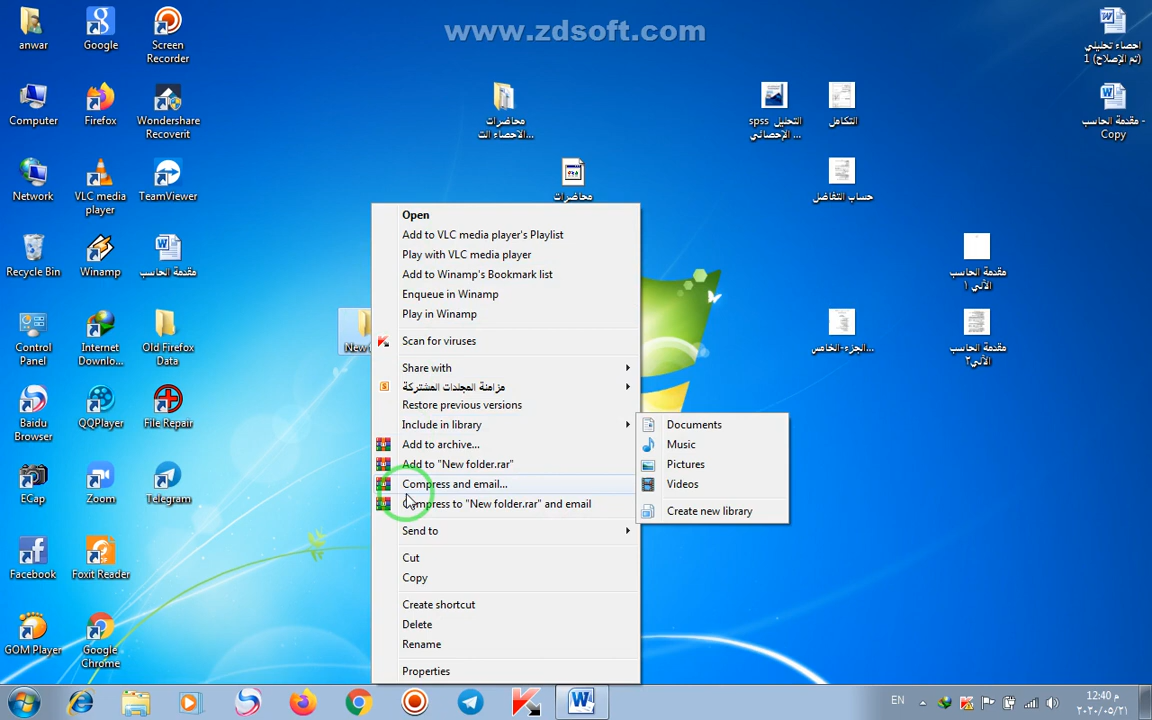 www.zdsoft.com
anwar
Google
Screen
Recorder
احصاء تحليلي
(تم الإصلاح) 1
Computer
Firefox
Wondershare
Recoverit
محاضرات
الاحصاء الت...
التحليل spss
الإحصائي ...
التكامل
مقدمة الحاسب -
Copy
Network
VLC media
player
TeamViewer
محاضرات
حساب التفاضل
Recycle Bin
Winamp
مقدمة الحاسب
مقدمة الحاسب
الآلي ١
Control
Panel
Internet
Downlo...
Old Firefox
Data
الجزء-الخامس...
مقدمة الحاسب
الآلي٢
Baidu
Browser
QQPlayer
File Repair
ECap
Zoom
Telegram
Facebook
Foxit Reader
GOM Player
Google
Chrome
New
Open
Add to VLC media player's Playlist
Play with VLC media player
Add to Winamp's Bookmark list
Enqueue in Winamp
Play in Winamp
Scan for viruses
Share with
مزامنة المجلدات المشتركة
Restore previous versions
Include in library
Add to archive...
Add to "New folder.rar"
Compress and email...
Compress to "New folder.rar" and email
Send to
Cut
Copy
Create shortcut
Delete
Rename
Properties
Documents
Music
Pictures
Videos
Create new library
EN
12:40 م
٢٠٢٠/٠٥/٢١